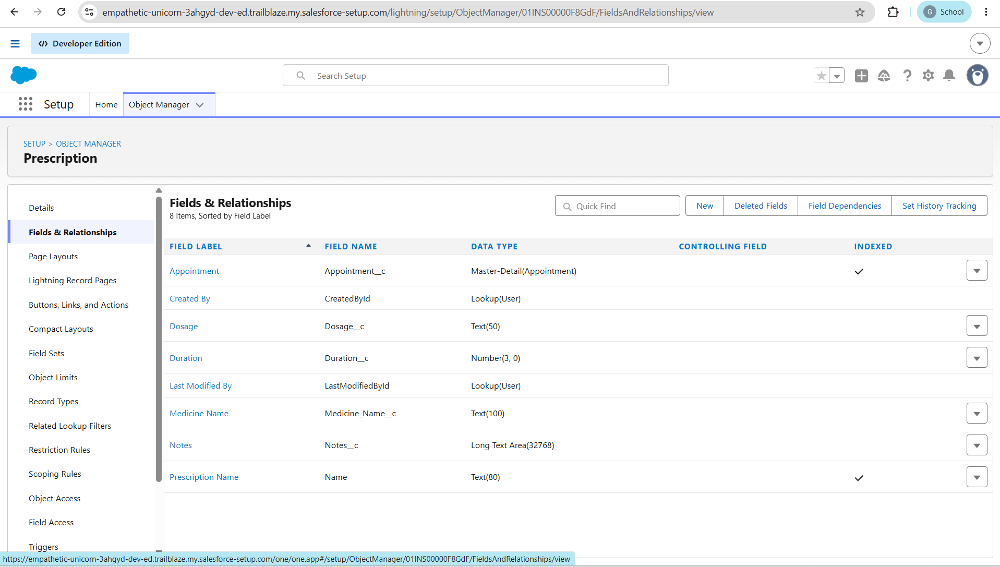 empathetic-unicorn-3ahgyd-dev-ed.trailblaze.my.salesforce-setup.com/lightning/setup/ObjectManager/01INS00000F8GdF/FieldsAndRelationships/view
G School
Developer Edition
Search Setup
Setup Home Object Manager
SETUP > OBJECT MANAGER
Prescription
Details
Fields & Relationships
Page Layouts
Lightning Record Pages
Buttons, Links, and Actions
Compact Layouts
Field Sets
Object Limits
Record Types
Related Lookup Filters
Restriction Rules
Scoping Rules
Object Access
Field Access
Triggers
Fields & Relationships
8 Items, Sorted by Field Label
Quick Find New Deleted Fields Field Dependencies Set History Tracking
FIELD LABEL FIELD NAME DATA TYPE CONTROLLING FIELD INDEXED
Appointment Appointment__c Master-Detail(Appointment)
Created By CreatedById Lookup(User)
Dosage Dosage__c Text(50)
Duration Duration__c Number(3, 0)
Last Modified By LastModifiedById Lookup(User)
Medicine Name Medicine_Name__c Text(100)
Notes Notes__c Long Text Area(32768)
Prescription Name Name Text(80)
https://empathetic-unicorn-3ahgyd-dev-ed.trailblaze.my.salesforce-setup.com/one/one.app#/setup/ObjectManager/01INS00000F8GdF/FieldsAndRelationships/view